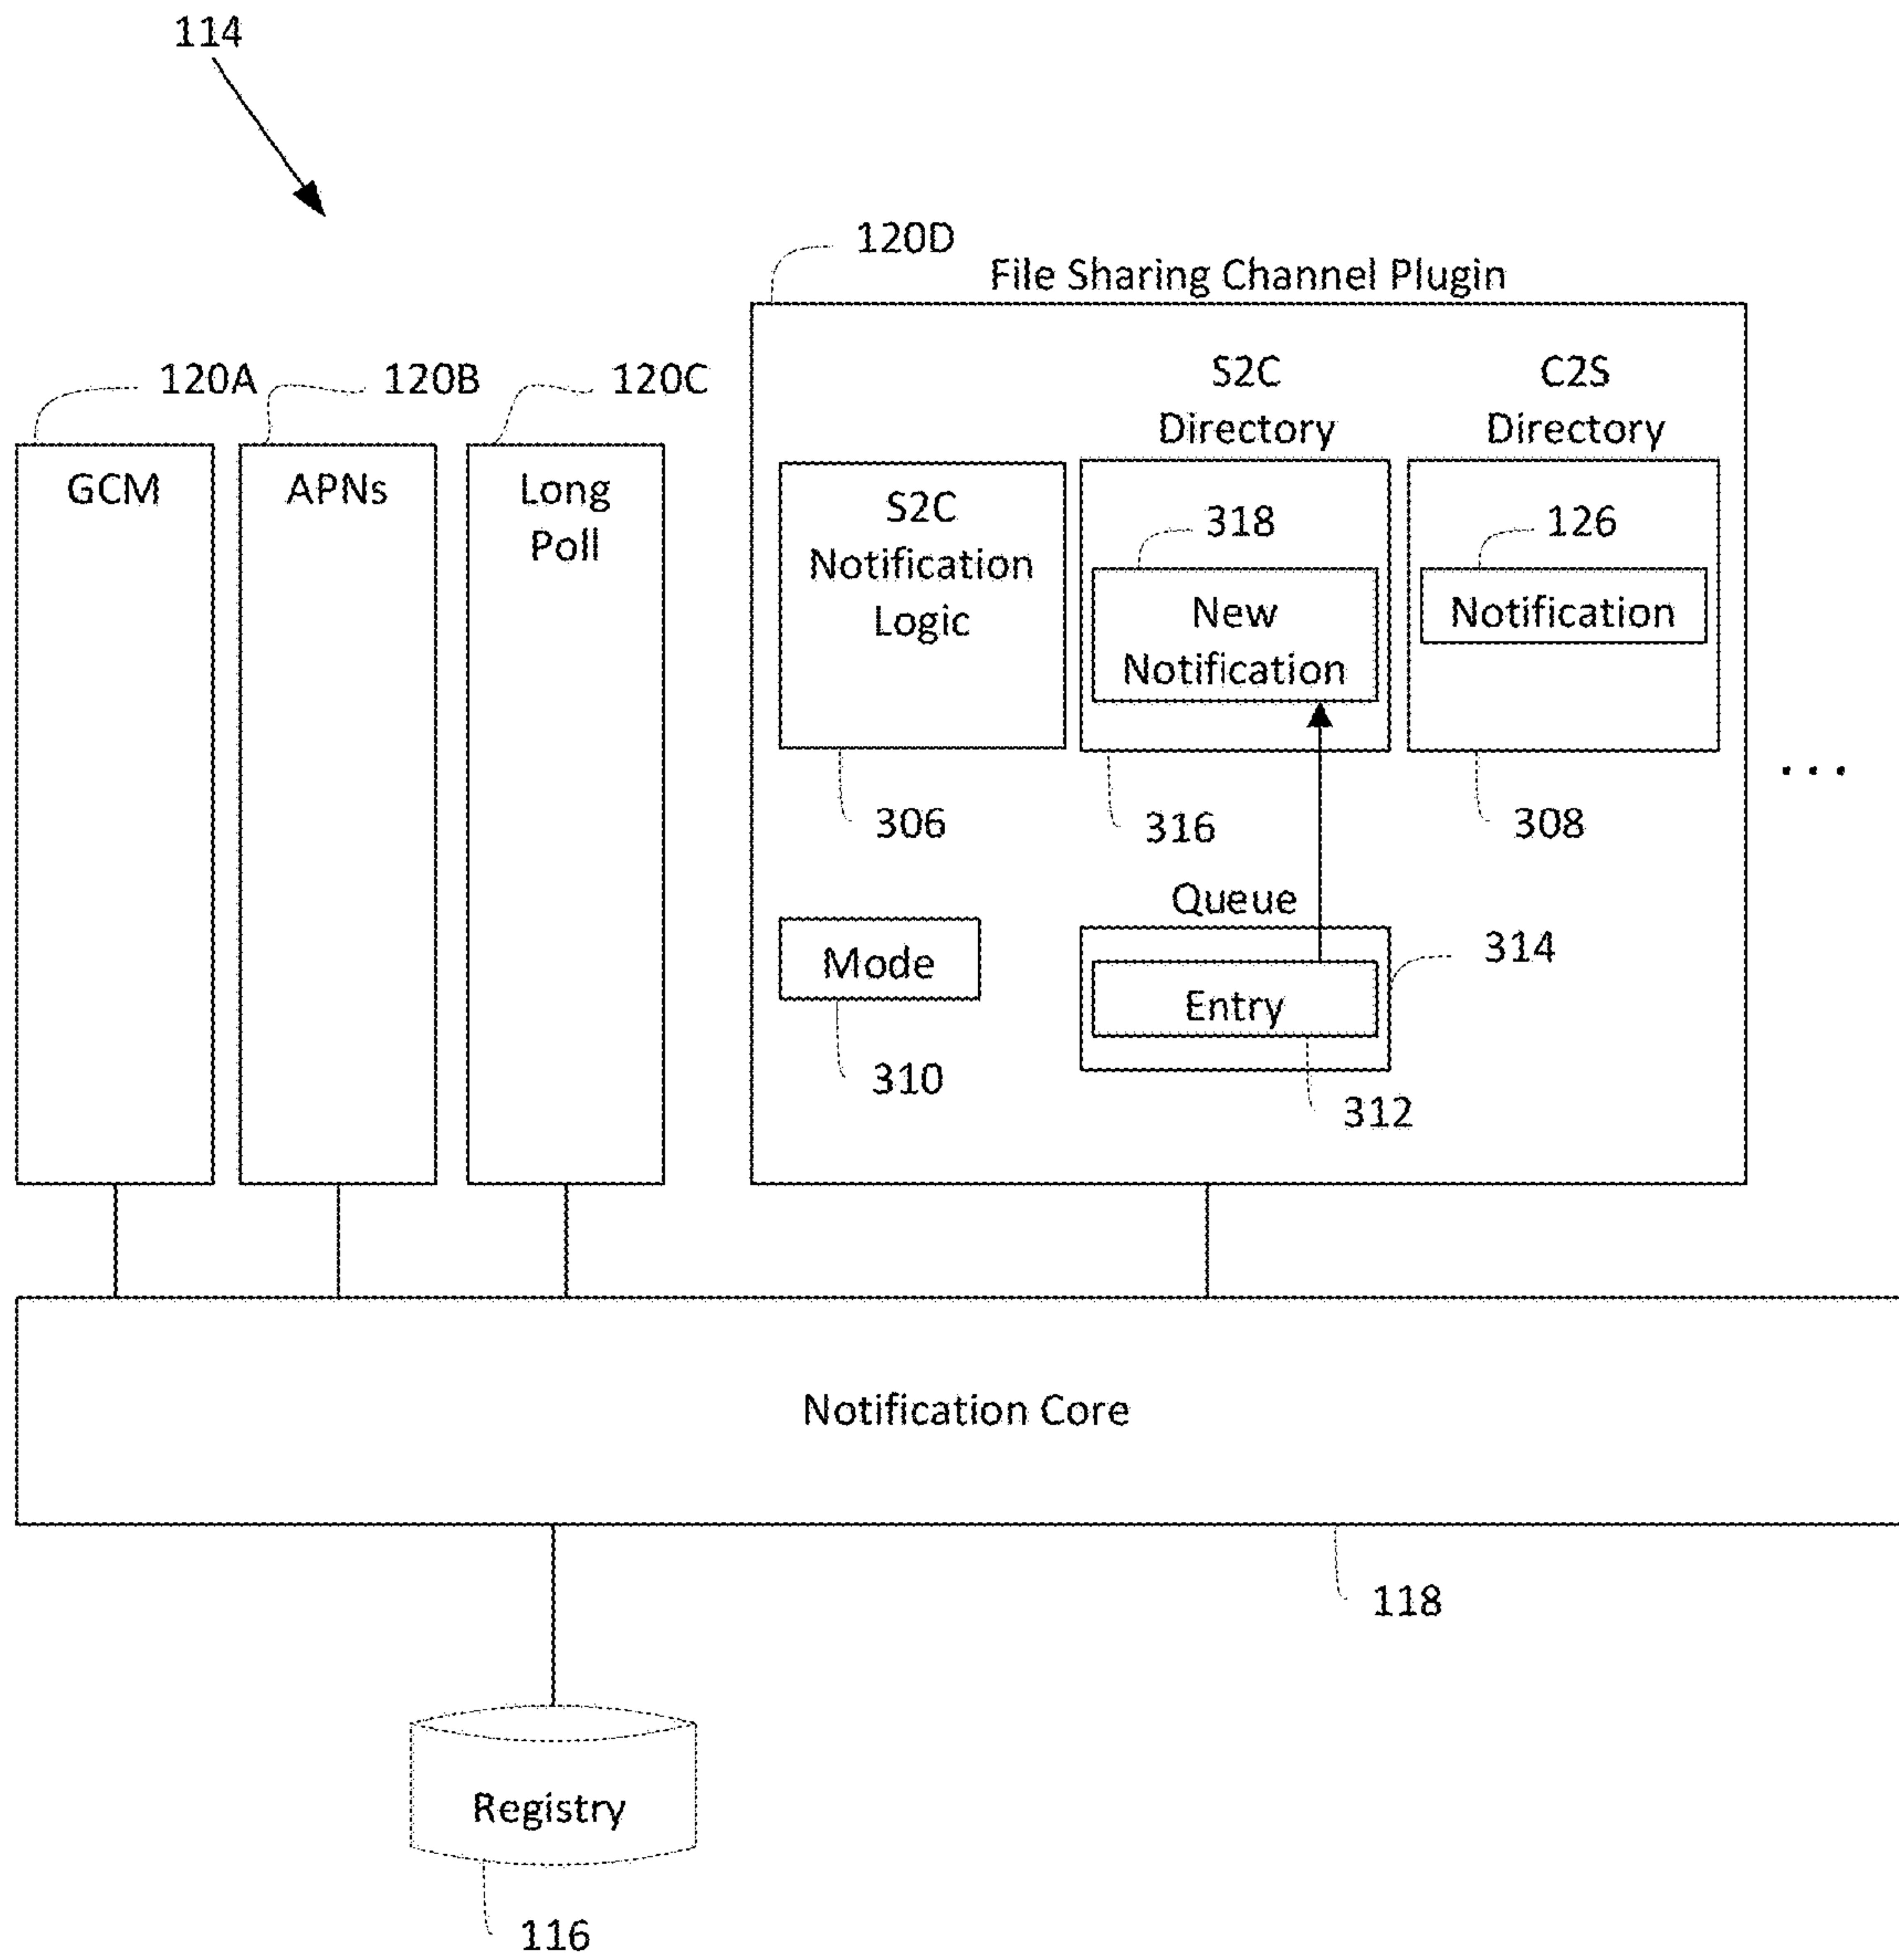 114
120D
File Sharing Channel Plugin
120A
120B
120C
GCM
APNs
Long
Poll
S2C
Notification
Logic
306
S2C
Directory
318
New
Notification
316
C2S
Directory
126
Notification
308
...
Mode
310
Queue
314
Entry
312
Notification Core
118
Registry
116